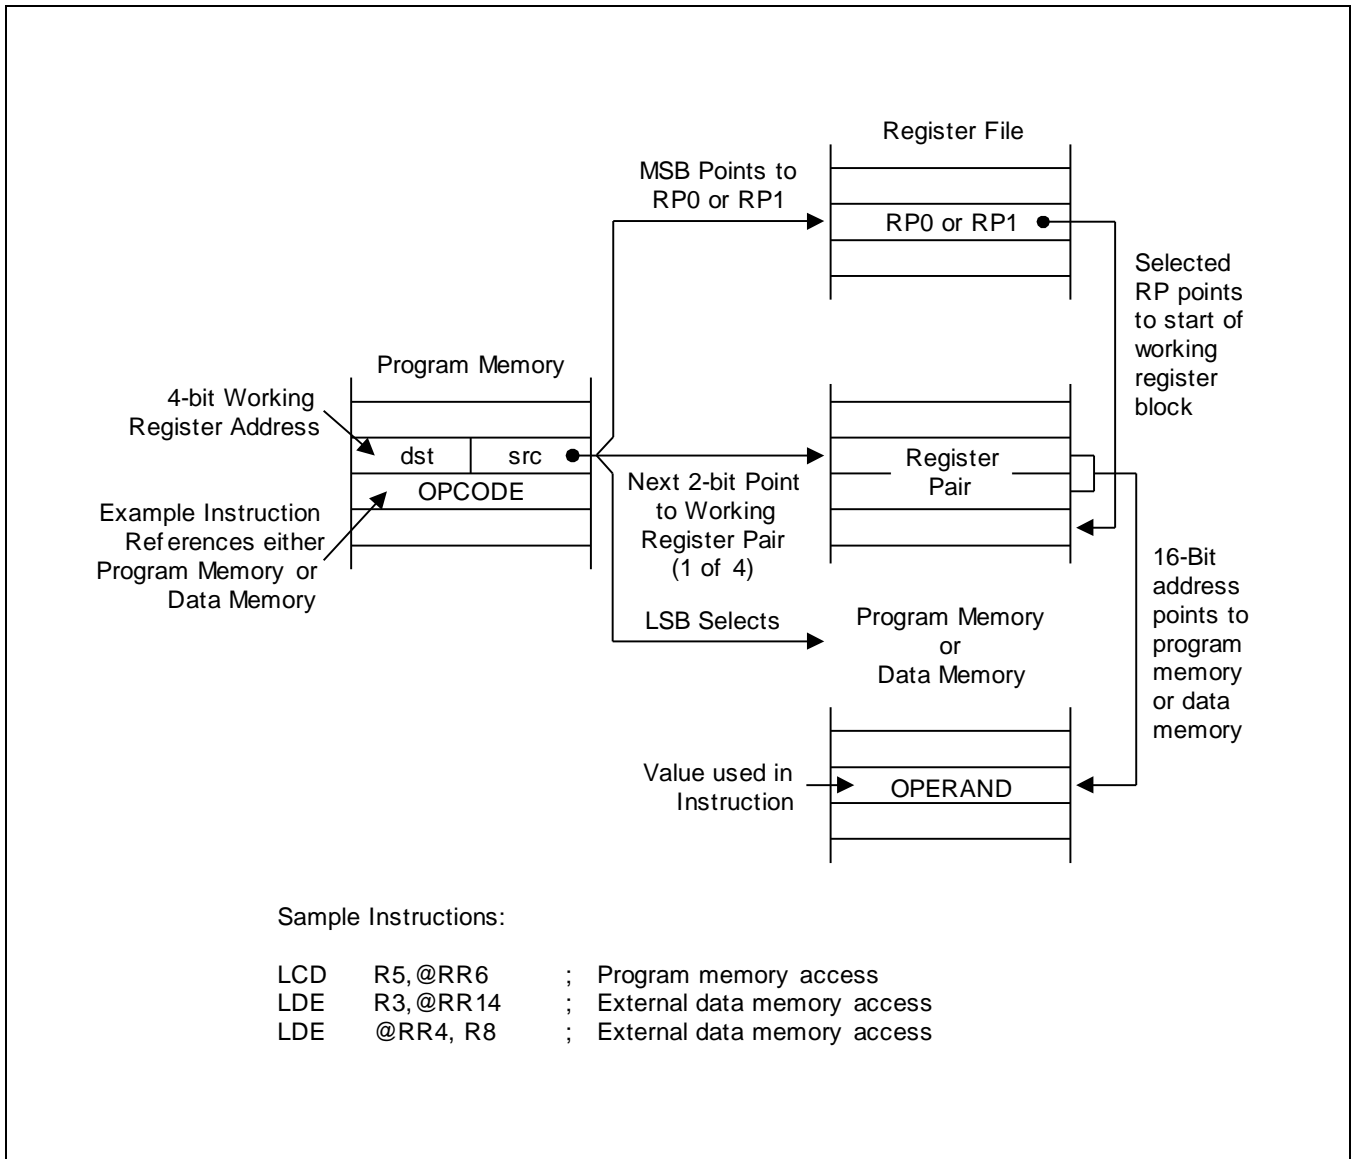 Register File
MSB Points to
RP0 or RP1
RP0 or RP1
Selected
RP points
to start of
working
register
block
Program Memory
4-bit Working
Register Address
dst src
OPCODE
Example Instruction
References either
Program Memory or
Data Memory
Register
Pair
Next 2-bit Point
to Working
Register Pair
(1 of 4)
LSB Selects
Program Memory
or
Data Memory
16-Bit
address
points to
program
memory
or data
memory
Value used in
Instruction
OPERAND
Sample Instructions:
LCD R5,@RR6 ; Program memory access
LDE R3,@RR14 ; External data memory access
LDE @RR4, R8 ; External data memory access